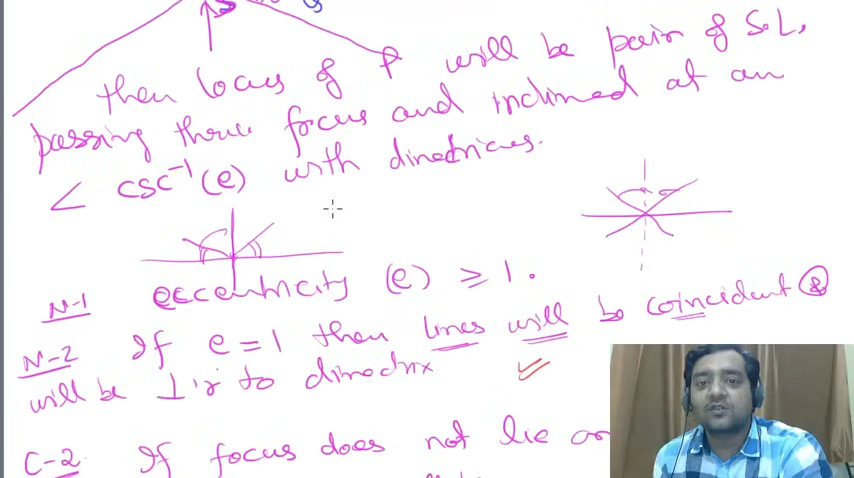 then locus of P will be pair of S.L.
passing thru focus and inclined at an
∠ csc⁻¹(e) with directrices.
N-1 eccentricity (e) ≥ 1.
N-2 If e = 1 then lines will be coincident &
will be ⊥'r to directrix
C-2. If focus does not lie on